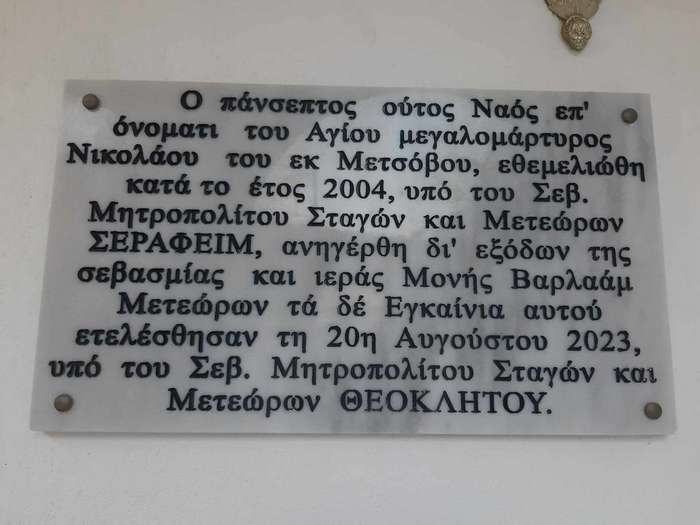 Ο πάνσεπτος ούτος Ναός επ'
όνοματι του Αγίου μεγαλομάρτυρος
Νικολάου του εκ Μετσόβου, εθεμελιώθη
κατά το έτος 2004, υπό του Σεβ.
Μητροπολίτου Σταγών και Μετεώρων
ΣΕΡΑΦΕΙΜ, ανηγέρθη δι' εξόδων της
σεβασμίας και ιεράς Μονής Βαρλαάμ
Μετεώρων τά δέ Εγκαίνια αυτού
ετελέσθησαν τη 20η Αυγούστου 2023,
υπό του Σεβ. Μητροπολίτου Σταγών και
Μετεώρων ΘΕΟΚΛΗΤΟΥ.